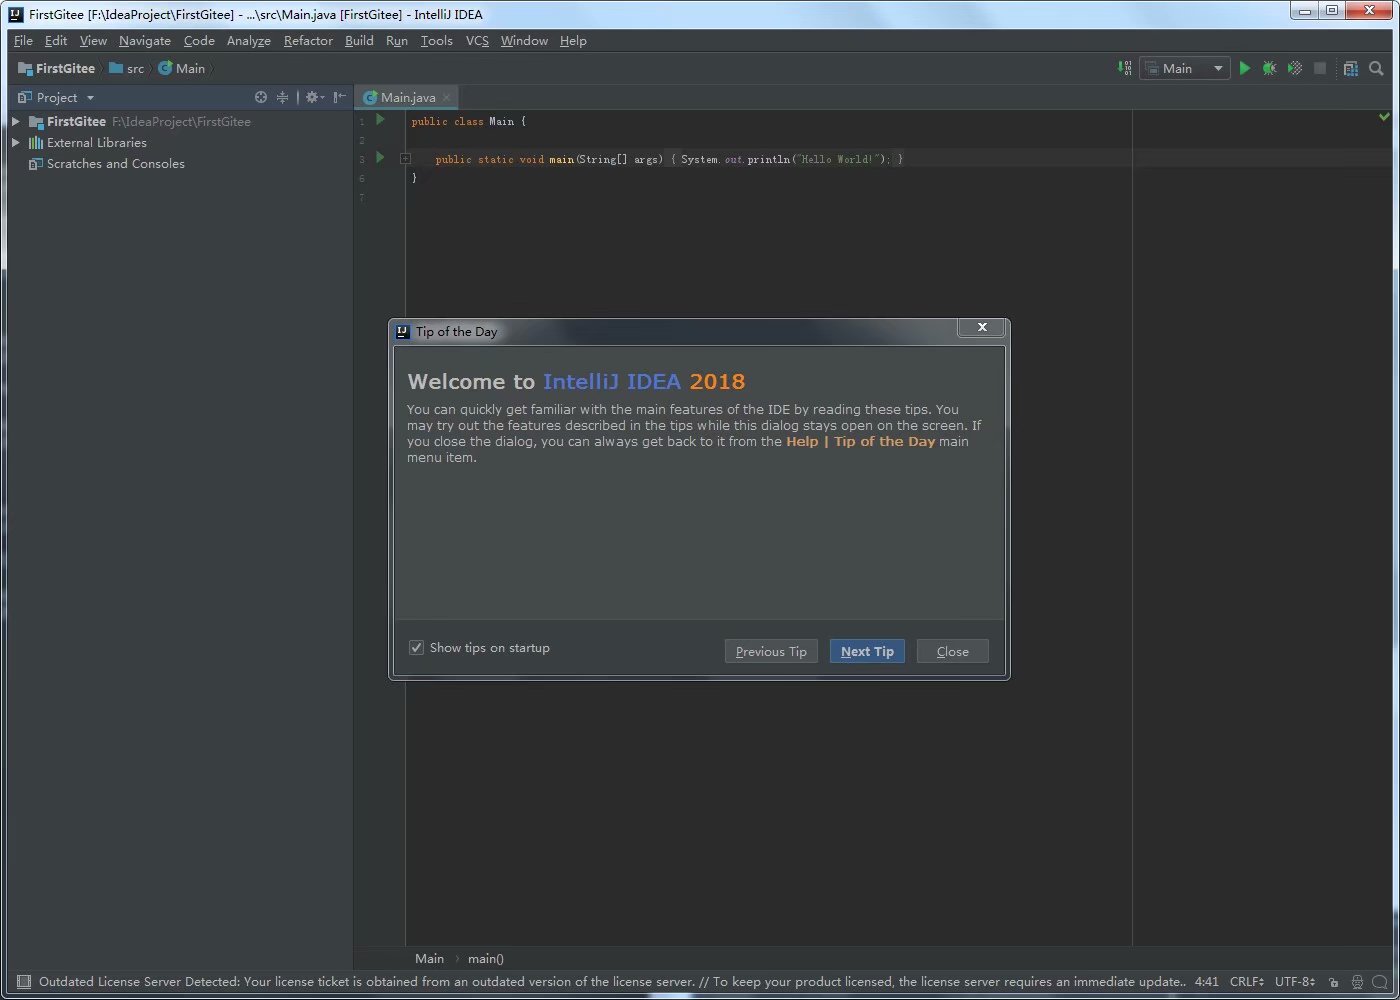 FirstGitee [F:\IdeaProject\FirstGitee] - ...\src\Main.java [FirstGitee] - IntelliJ IDEA
File Edit View Navigate Code Analyze Refactor Build Run Tools VCS Window Help
FirstGitee src Main
Main
Project
Main.java
FirstGitee F:\IdeaProject\FirstGitee
External Libraries
Scratches and Consoles
1 public class Main {
2
3 public static void main(String[] args) { System.out.println("Hello World!"); }
6 }
7
Tip of the Day
Welcome to IntelliJ IDEA 2018
You can quickly get familiar with the main features of the IDE by reading these tips. You
may try out the features described in the tips while this dialog stays open on the screen. If
you close the dialog, you can always get back to it from the Help | Tip of the Day main
menu item.
Show tips on startup
Previous Tip Next Tip Close
Main main()
Outdated License Server Detected: Your license ticket is obtained from an outdated version of the license server. // To keep your product licensed, the license server requires an immediate update.. 4:41 CRLF UTF-8